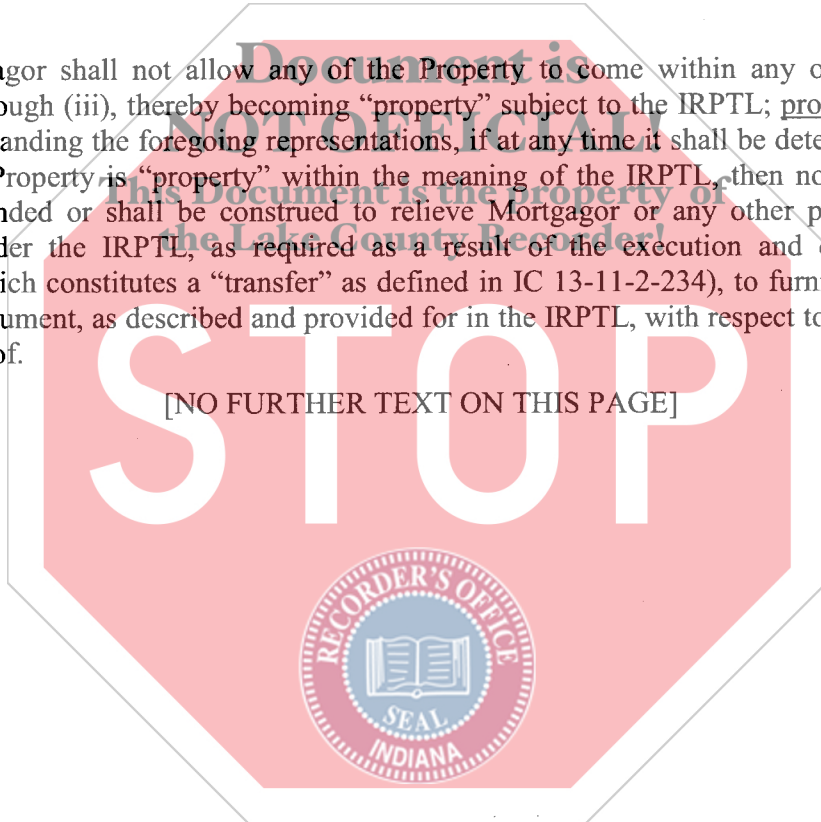 Document is
NOT OFFICIAL!
This Document is the property of
the Lake County Recorder!
agor shall not allow any of the Property to come within any o
ough (iii), thereby becoming “property” subject to the IRPTL; pro
anding the foregoing representations, if at any time it shall be dete
Property is “property” within the meaning of the IRPTL, then no
nded or shall be construed to relieve Mortgagor or any other p
der the IRPTL, as required as a result of the execution and
ich constitutes a “transfer” as defined in IC 13-11-2-234), to furn
ument, as described and provided for in the IRPTL, with respect to
of.
[NO FURTHER TEXT ON THIS PAGE]
STOP
RECORDER'S OFFICE
SEAL
INDIANA